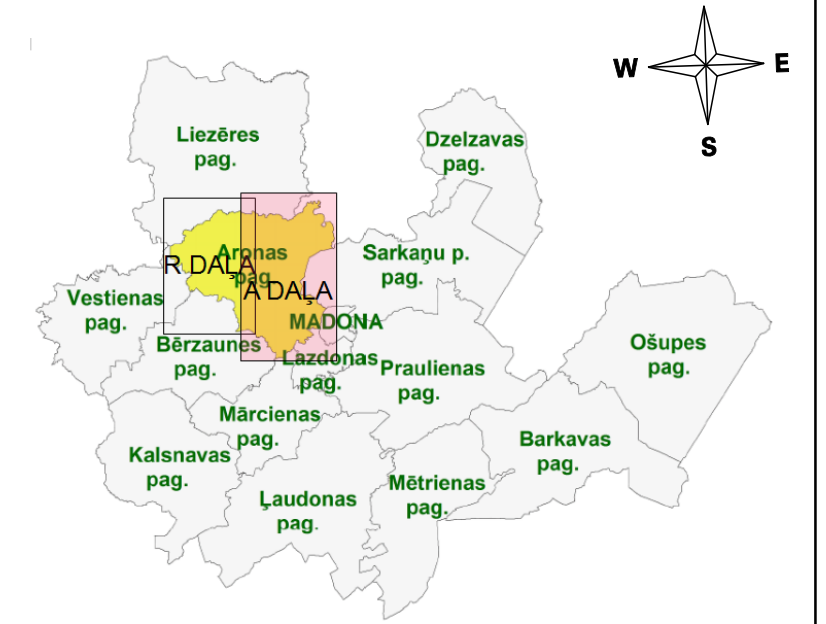 W
E
S
Liezēres
pag.
Dzelzavas
pag.
Aronas
pag.
R DAĻA
A DAĻA
Sarkaņu p.
pag.
Vestienas
pag.
MADONA
Bērzaunes
pag.
Lazdonas
pag.
Praulienas
pag.
Ošupes
pag.
Mārcienas
pag.
Kalsnavas
pag.
Barkavas
pag.
Ļaudonas
pag.
Mētrienas
pag.